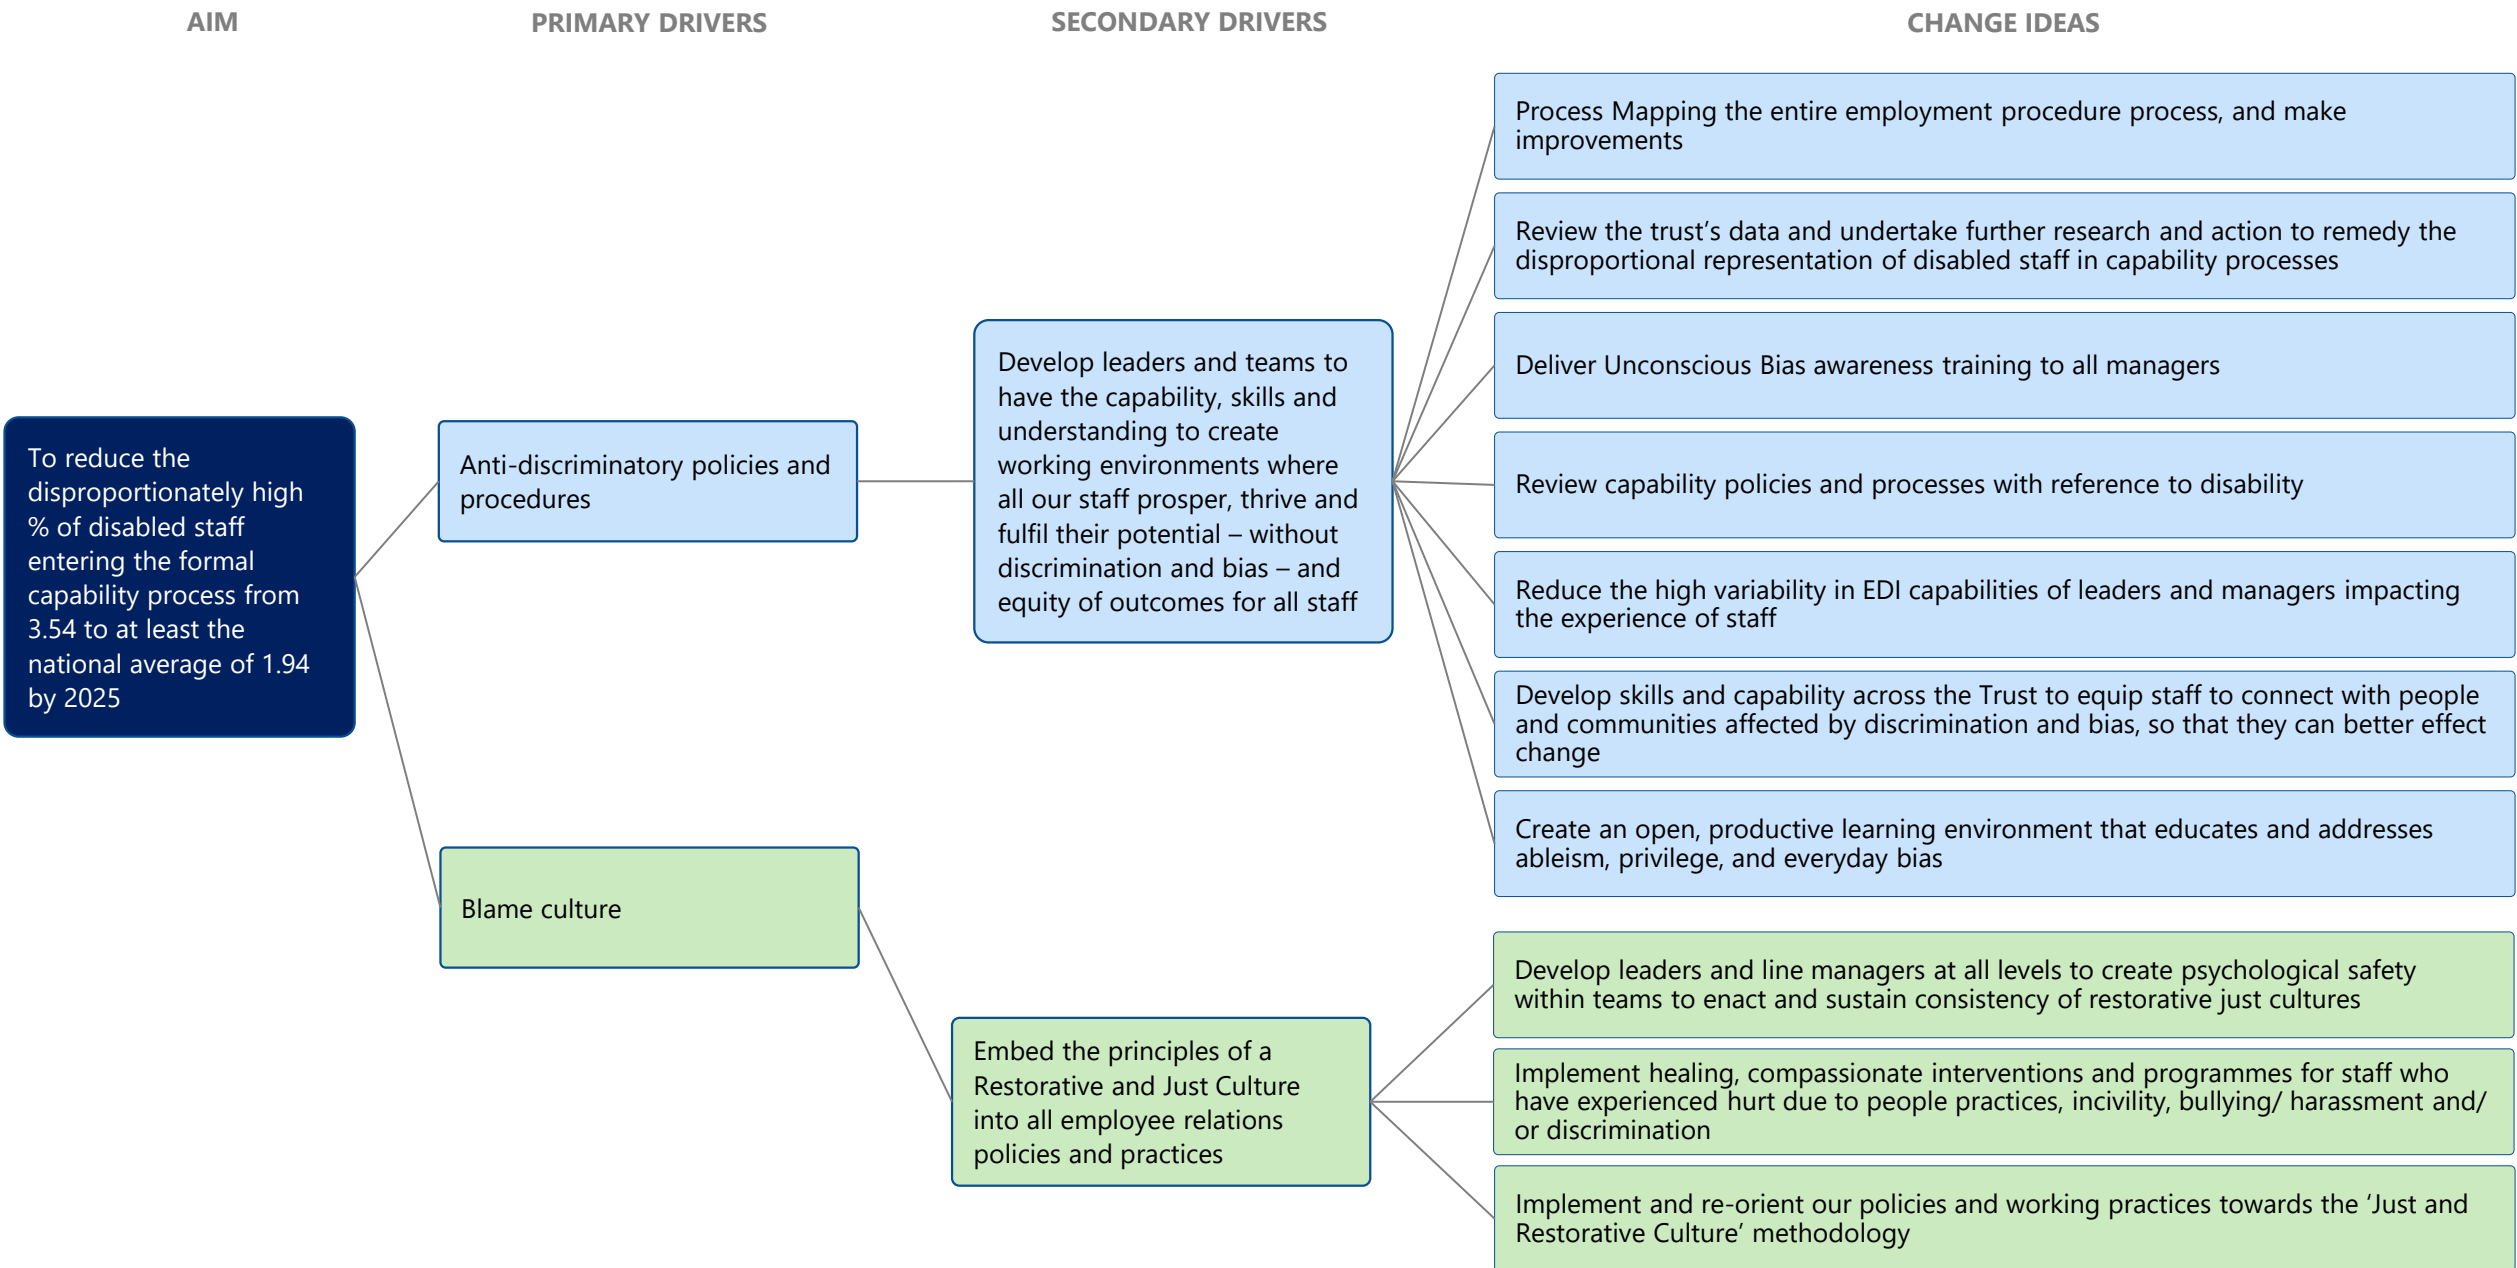 AIM
PRIMARY DRIVERS
SECONDARY DRIVERS
CHANGE IDEAS
To reduce the
disproportionately high
% of disabled staff
entering the formal
capability process from
3.54 to at least the
national average of 1.94
by 2025
Anti-discriminatory policies and
procedures
Blame culture
Develop leaders and teams to
have the capability, skills and
understanding to create
working environments where
all our staff prosper, thrive and
fulfil their potential – without
discrimination and bias – and
equity of outcomes for all staff
Embed the principles of a
Restorative and Just Culture
into all employee relations
policies and practices
Process Mapping the entire employment procedure process, and make
improvements
Review the trust’s data and undertake further research and action to remedy the
disproportional representation of disabled staff in capability processes
Deliver Unconscious Bias awareness training to all managers
Review capability policies and processes with reference to disability
Reduce the high variability in EDI capabilities of leaders and managers impacting
the experience of staff
Develop skills and capability across the Trust to equip staff to connect with people
and communities affected by discrimination and bias, so that they can better effect
change
Create an open, productive learning environment that educates and addresses
ableism, privilege, and everyday bias
Develop leaders and line managers at all levels to create psychological safety
within teams to enact and sustain consistency of restorative just cultures
Implement healing, compassionate interventions and programmes for staff who
have experienced hurt due to people practices, incivility, bullying/ harassment and/
or discrimination
Implement and re-orient our policies and working practices towards the ‘Just and
Restorative Culture’ methodology